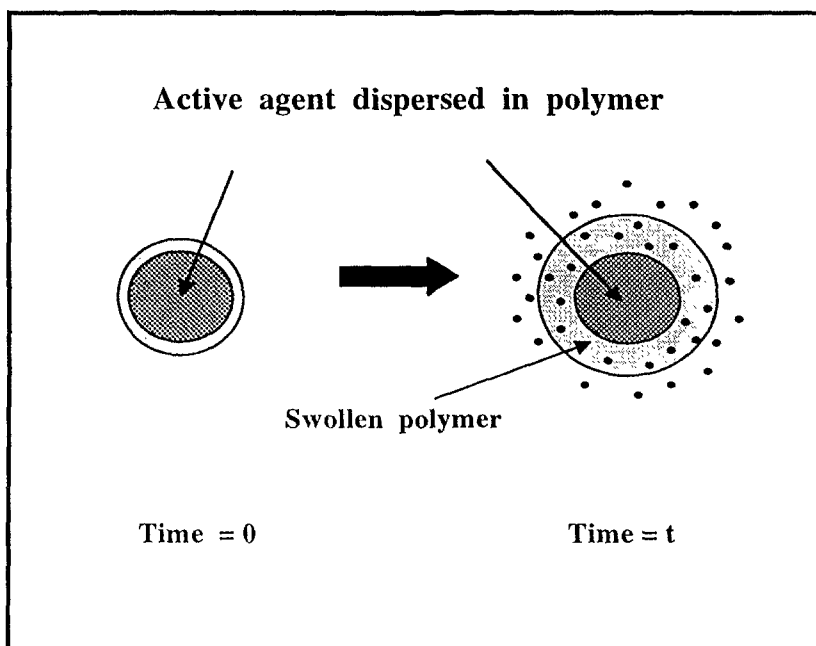 Active agent dispersed in polymer
Swollen polymer
Time = 0
Time = t